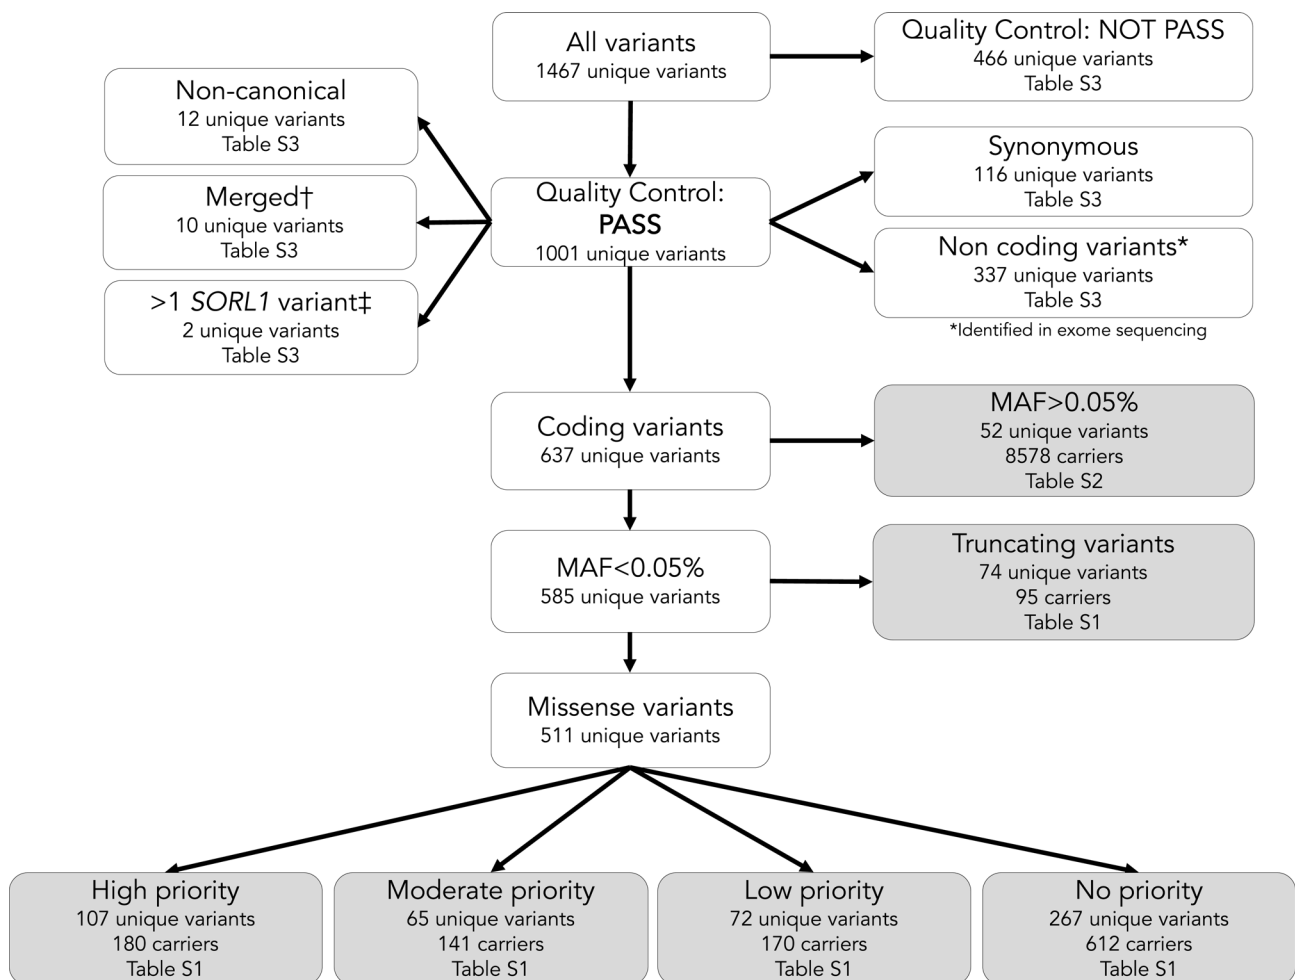 All variants
1467 unique variants
Quality Control: NOT PASS
466 unique variants
Table S3
Non-canonical
12 unique variants
Table S3
Merged†
10 unique variants
Table S3
>1 SORL1 variant‡
2 unique variants
Table S3
Quality Control:
PASS
1001 unique variants
Synonymous
116 unique variants
Table S3
Non coding variants*
337 unique variants
Table S3
*Identified in exome sequencing
Coding variants
637 unique variants
MAF>0.05%
52 unique variants
8578 carriers
Table S2
MAF<0.05%
585 unique variants
Truncating variants
74 unique variants
95 carriers
Table S1
Missense variants
511 unique variants
High priority
107 unique variants
180 carriers
Table S1
Moderate priority
65 unique variants
141 carriers
Table S1
Low priority
72 unique variants
170 carriers
Table S1
No priority
267 unique variants
612 carriers
Table S1